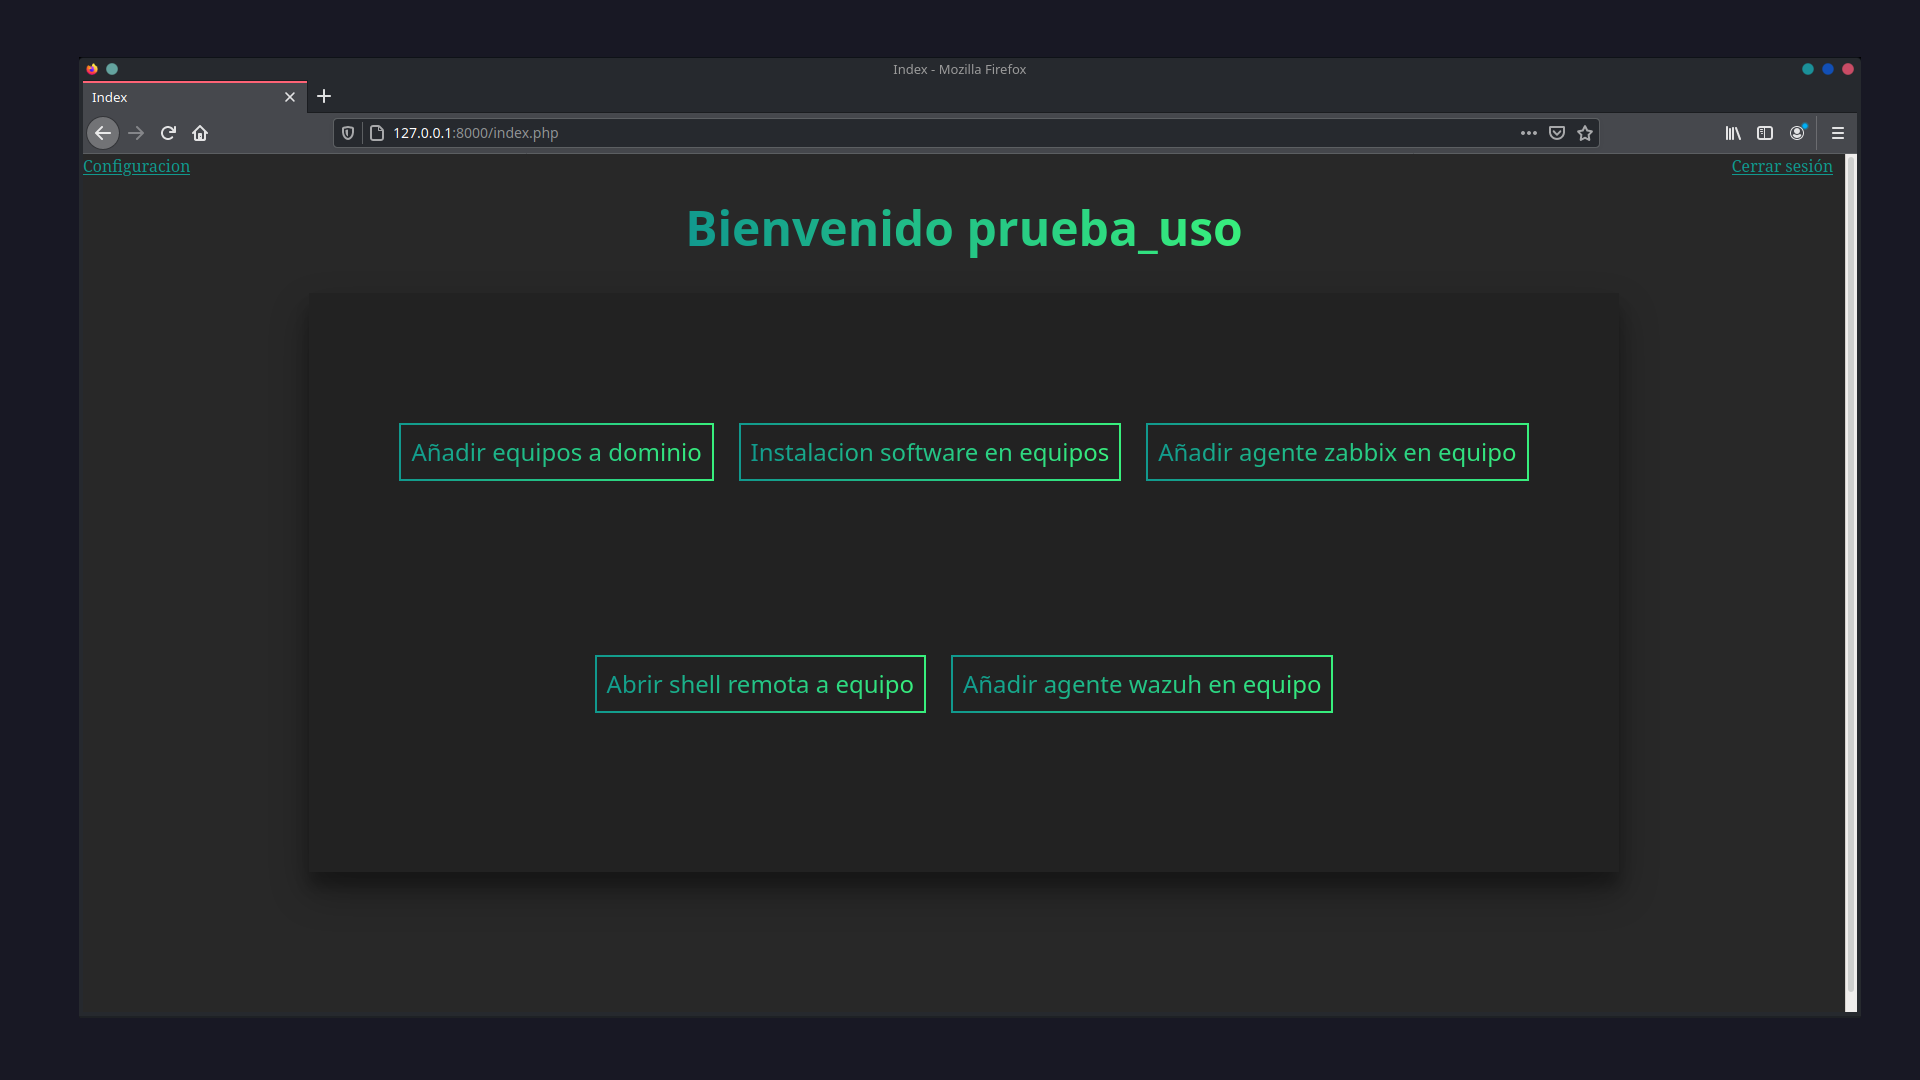 Index - Mozilla Firefox
Index
127.0.0.1:8000/index.php
Configuracion
Cerrar sesión
Bienvenido prueba_uso
Añadir equipos a dominio
Instalacion software en equipos
Añadir agente zabbix en equipo
Abrir shell remota a equipo
Añadir agente wazuh en equipo